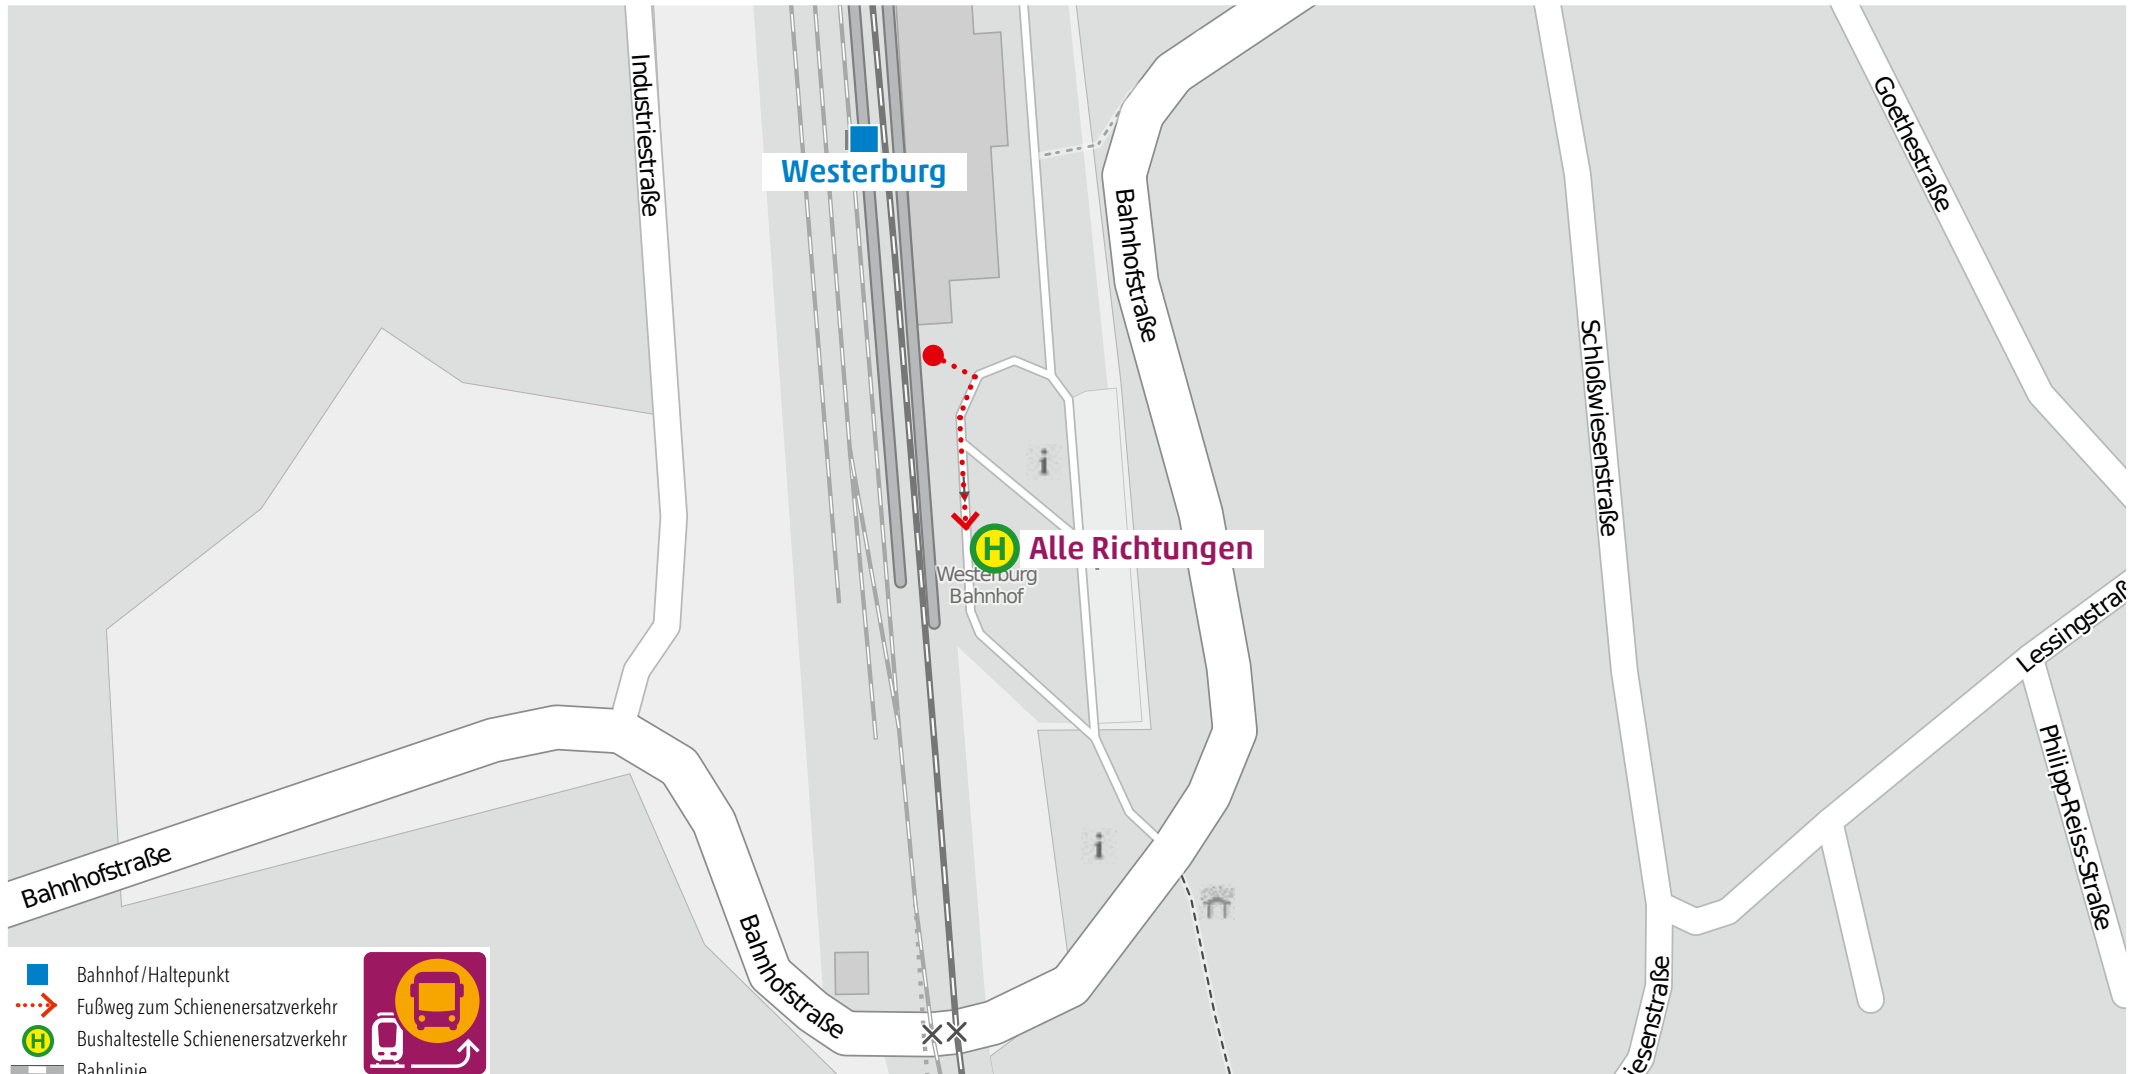 Industriestraße
Goethestraße
Westerburg
Bahnhofstraße
Schloßwiesenstraße
i
H Alle Richtungen
Westerburg
Bahnhof
Lessingstraß
Philipp-Reiss-Straße
i
Bahnhofstraße
Bahnhofstraße
iesenstraße
Bahnhof/Haltepunkt
Fußweg zum Schienenersatzverkehr
H Bushaltestelle Schienenersatzverkehr
Bahnlinie